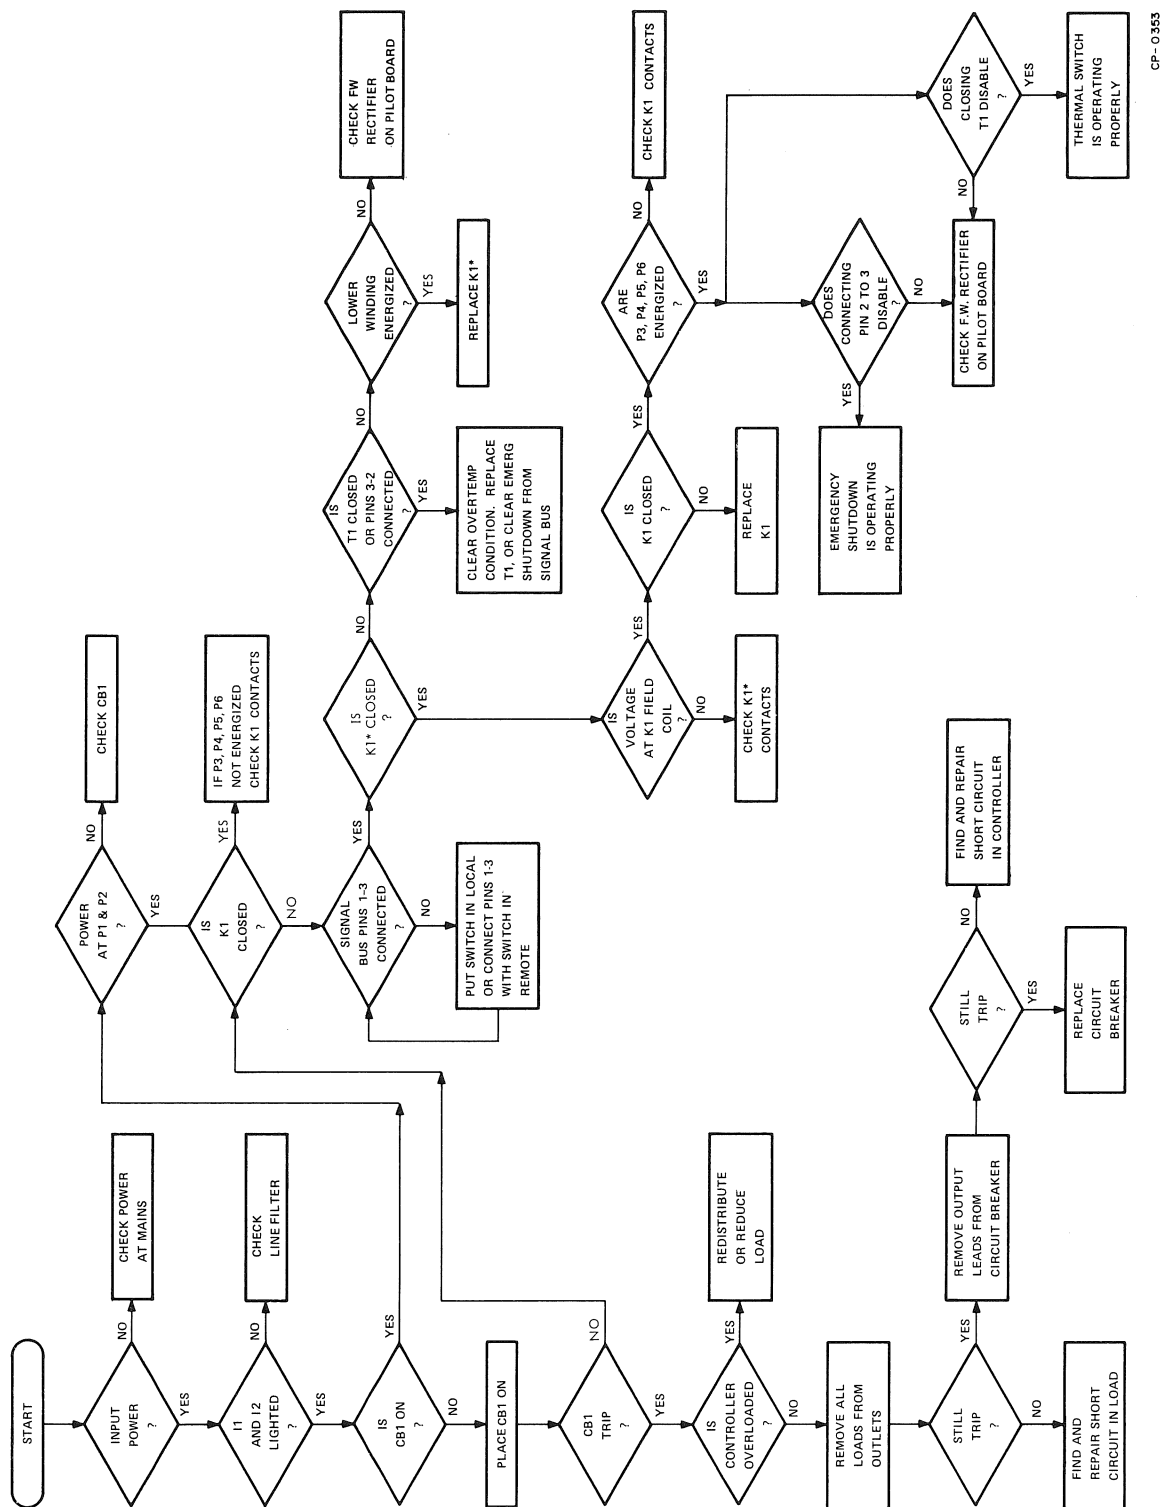 START
INPUT
POWER
?
NO
CHECK POWER
AT MAINS
YES
I1
AND I2
LIGHTED
?
NO
CHECK
LINE FILTER
YES
IS
CB1 ON
?
YES
NO
PLACE CB1 ON
CB1
TRIP
?
NO
YES
IS
CONTROLLER
OVERLOADED
?
YES
REDISTRIBUTE
OR REDUCE
LOAD
NO
REMOVE ALL
LOADS FROM
OUTLETS
STILL
TRIP
?
YES
REMOVE OUTPUT
LEADS FROM
CIRCUIT BREAKER
NO
FIND AND
REPAIR SHORT
CIRCUIT IN LOAD
STILL
TRIP
?
NO
FIND AND REPAIR
SHORT CIRCUIT
IN CONTROLLER
YES
REPLACE
CIRCUIT
BREAKER
POWER
AT P1 & P2
?
NO
CHECK CB1
YES
IS
K1
CLOSED
?
YES
IF P3, P4, P5, P6
NOT ENERGIZED
CHECK K1 CONTACTS
NO
SIGNAL
BUS PINS 1-3
CONNECTED
?
YES
NO
PUT SWITCH IN LOCAL
OR CONNECT PINS 1-3
WITH SWITCH IN
REMOTE
IS
K1* CLOSED
?
NO
YES
IS
T1 CLOSED
OR PINS 3-2
CONNECTED
?
NO
YES
CLEAR OVERTEMP
CONDITION. REPLACE
T1, OR CLEAR EMERG
SHUTDOWN FROM
SIGNAL BUS
LOWER
WINDING
ENERGIZED
?
NO
CHECK FW
RECTIFIER
ON PILOT BOARD
YES
REPLACE K1*
IS
VOLTAGE
AT K1 FIELD
COIL
?
YES
NO
CHECK K1*
CONTACTS
IS
K1 CLOSED
?
YES
NO
REPLACE
K1
ARE
P3, P4, P5, P6
ENERGIZED
?
NO
CHECK K1 CONTACTS
YES
DOES
CONNECTING
PIN 2 TO 3
DISABLE
?
YES
EMERGENCY
SHUTDOWN
IS OPERATING
PROPERLY
NO
CHECK F.W. RECTIFIER
ON PILOT BOARD
DOES
CLOSING
T1 DISABLE
?
NO
YES
THERMAL SWITCH
IS OPERATING
PROPERLY
CP-0353